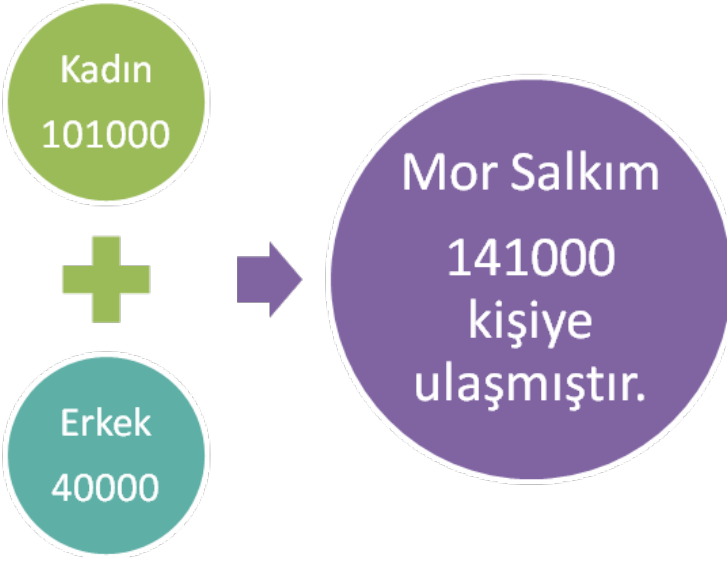 Kadın
101000
Erkek
40000
Mor Salkım
141000
kişiye
ulaşmıştır.